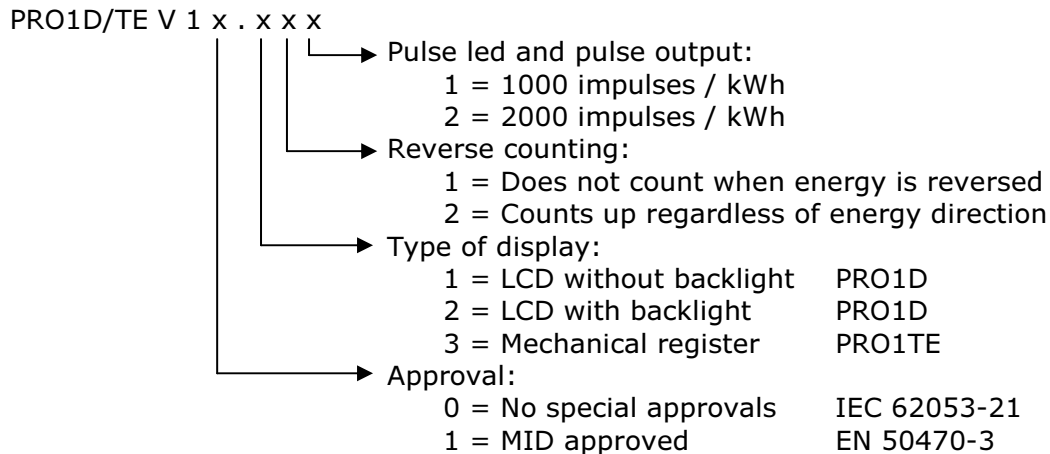 PRO1D/TE V 1 x . x x x
Pulse led and pulse output:
1 = 1000 impulses / kWh
2 = 2000 impulses / kWh
Reverse counting:
1 = Does not count when energy is reversed
2 = Counts up regardless of energy direction
Type of display:
1 = LCD without backlight PRO1D
2 = LCD with backlight PRO1D
3 = Mechanical register PRO1TE
Approval:
0 = No special approvals IEC 62053-21
1 = MID approved EN 50470-3